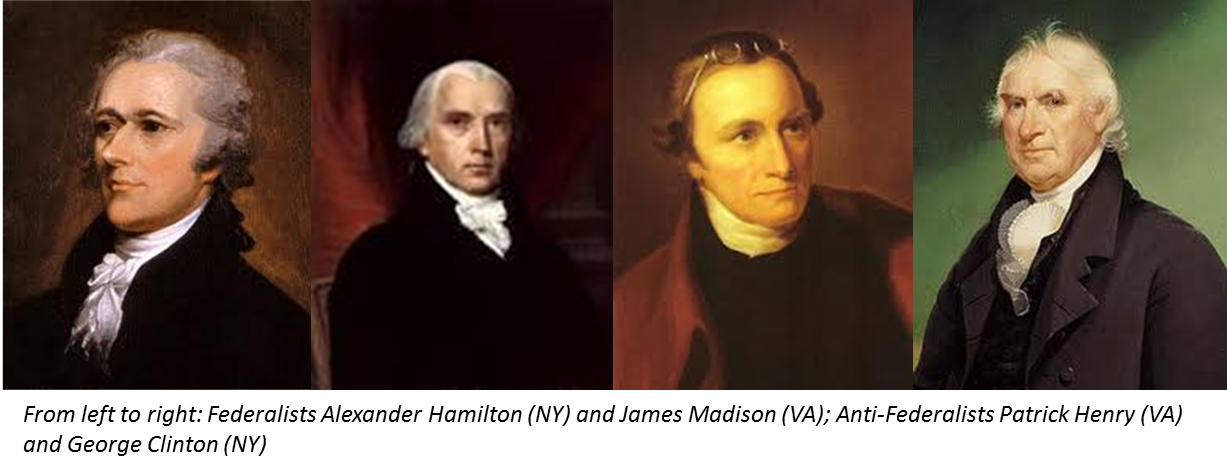 From left to right: Federalists Alexander Hamilton (NY) and James Madison (VA); Anti-Federalists Patrick Henry (VA)
and George Clinton (NY)